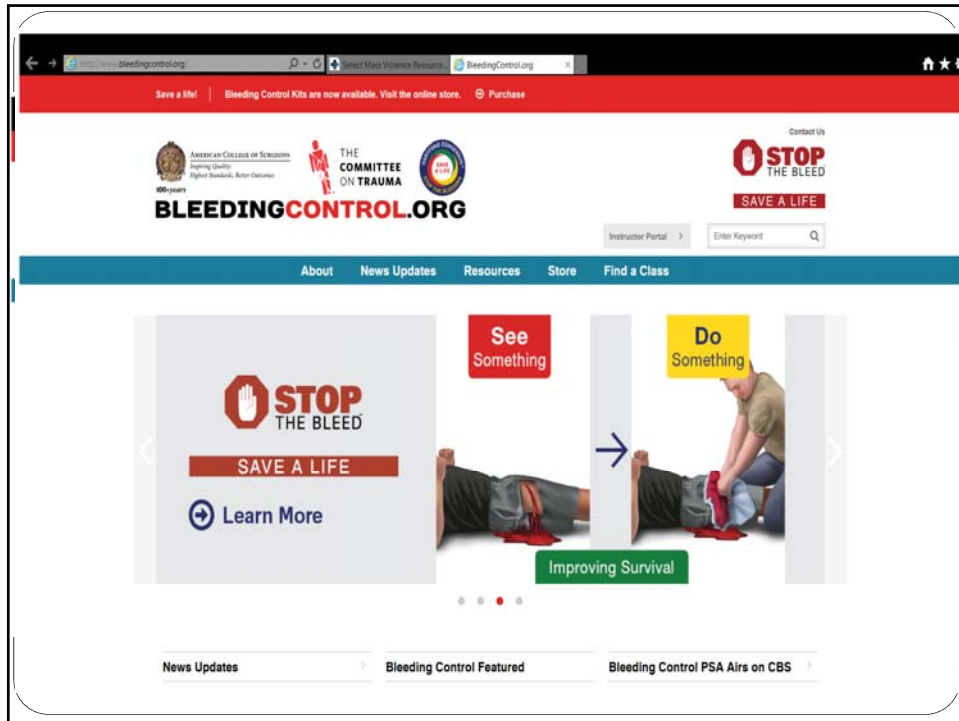 http://www.bleedingcontrol.org/
Select Mass Violence Resource...
BleedingControl.org
Save a life!
Bleeding Control Kits are now available. Visit the online store.
Purchase
Contact Us
AMERICAN COLLEGE OF SURGEONS
Inspiring Quality:
Highest Standards, Better Outcomes
100+years
THE
COMMITTEE
ON TRAUMA
SAVE
A LIFE
STOP
THE BLEED
SAVE A LIFE
BLEEDINGCONTROL.ORG
Instructor Portal
Enter Keyword
About
News Updates
Resources
Store
Find a Class
STOP
THE BLEED
SAVE A LIFE
Learn More
See
Something
Do
Something
Improving Survival
News Updates
Bleeding Control Featured
Bleeding Control PSA Airs on CBS